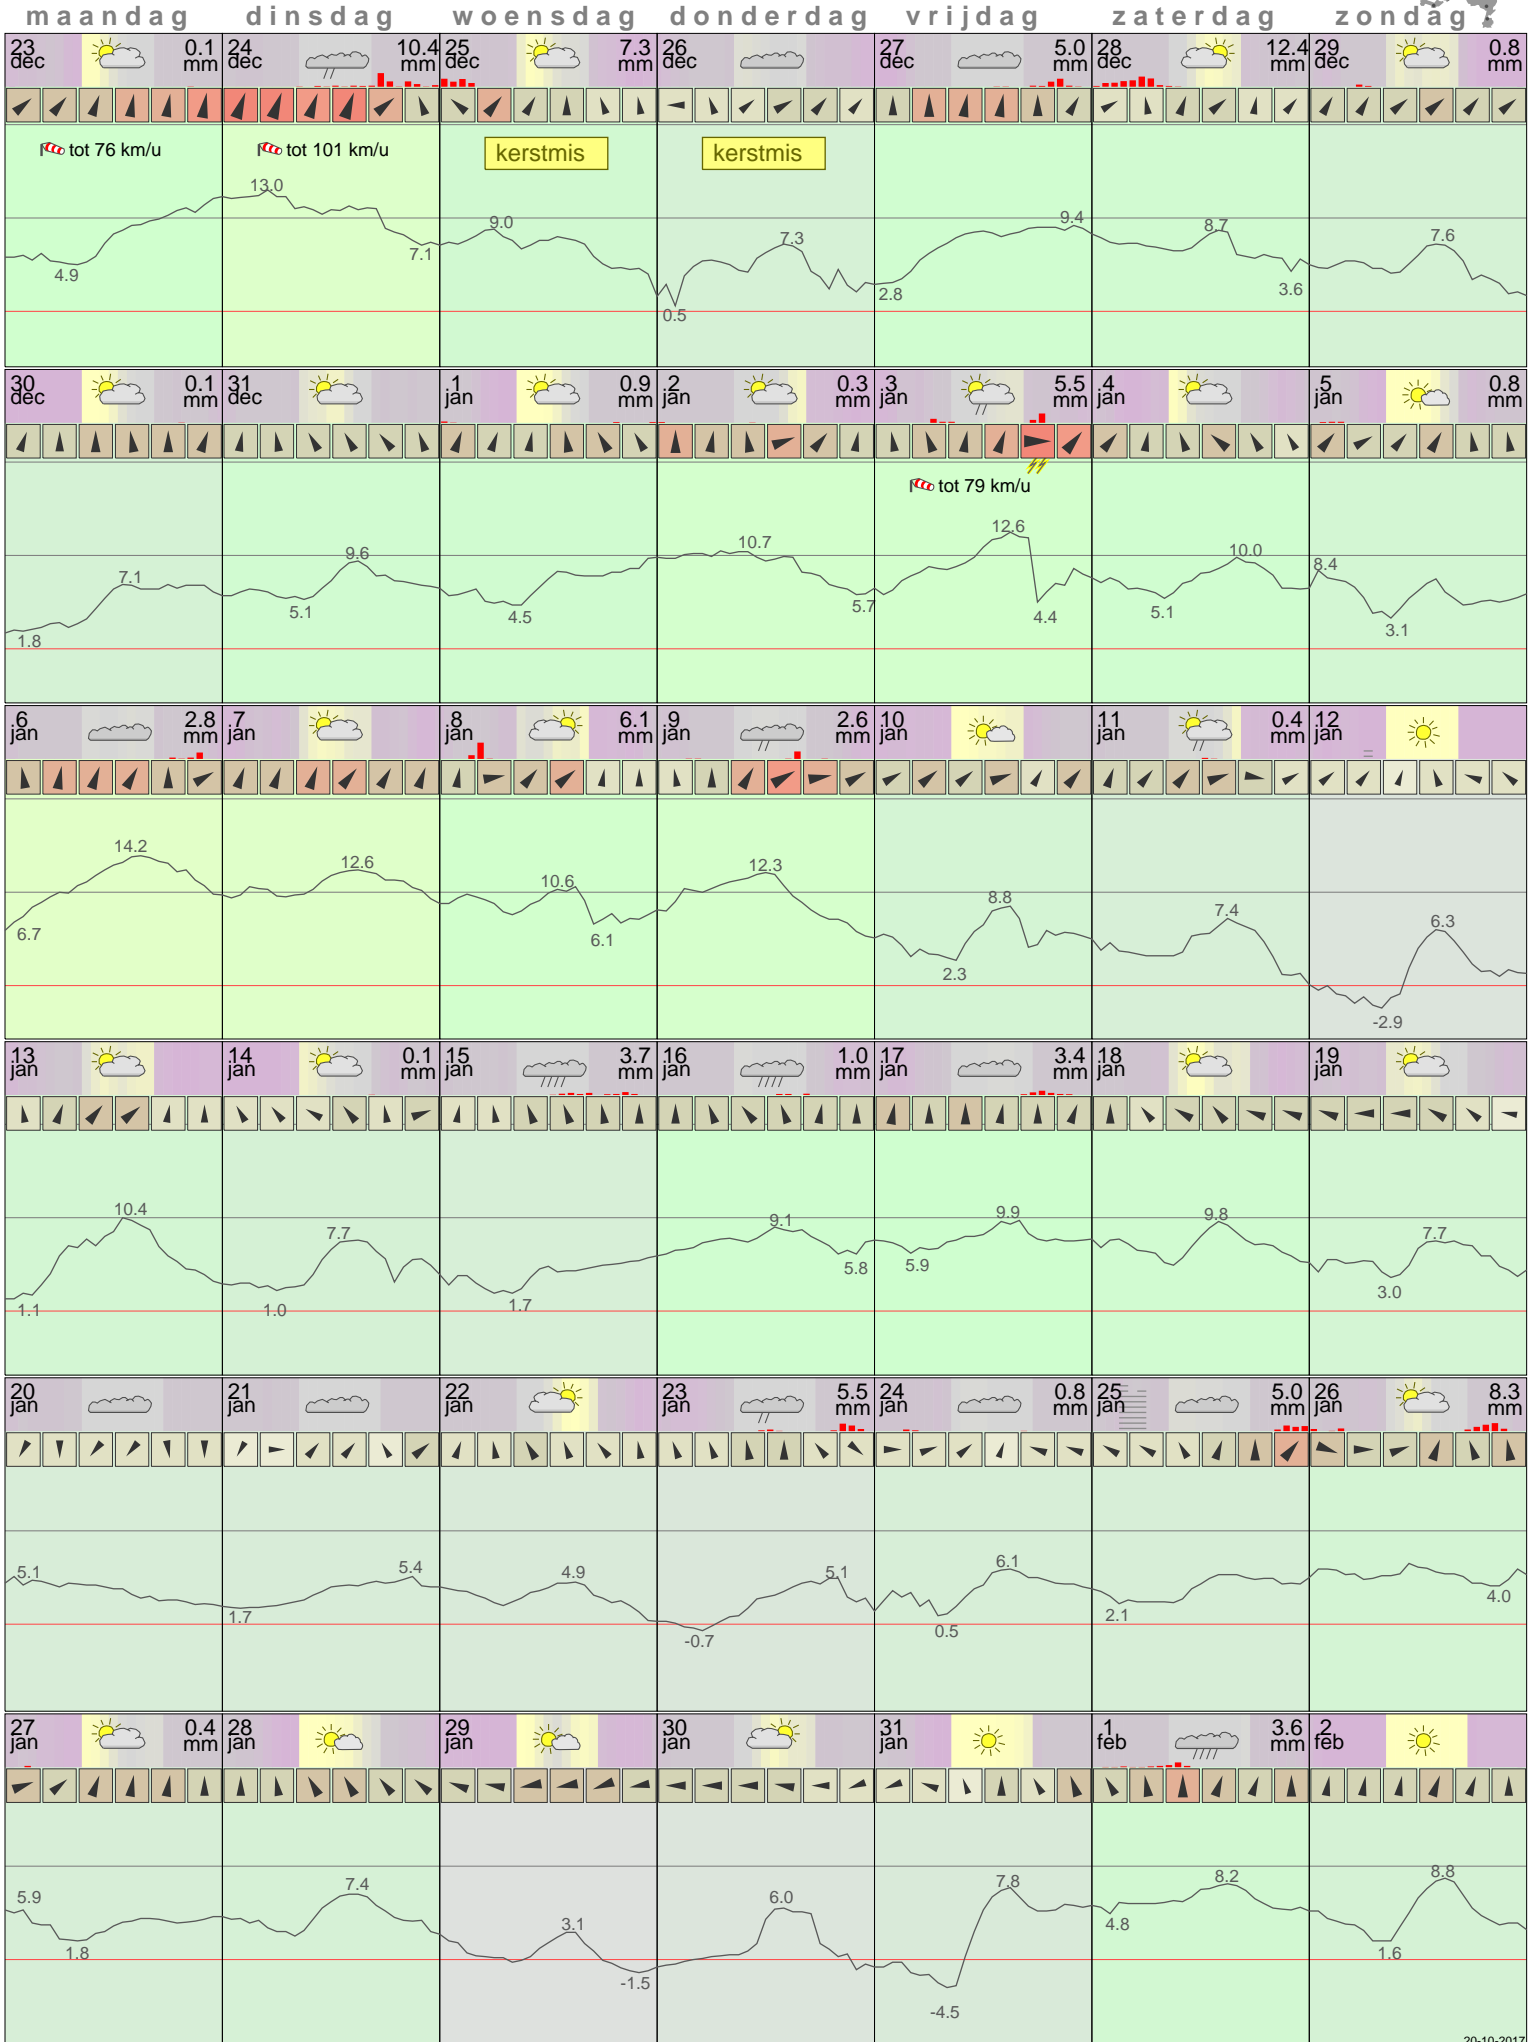 maandag dinsdag woensdag donderdag vrijdag zaterdag zondag
23 dec 0.1 mm 24 dec 10.4 mm 25 dec 7.3 mm 26 dec 27 dec 5.0 mm 28 dec 12.4 mm 29 dec 0.8 mm
tot 76 km/u tot 101 km/u kerstmis kerstmis
4.9 13.0 7.1 9.0 0.5 7.3 2.8 9.4 8.7 3.6 7.6
30 dec 0.1 mm 31 dec .1 jan 0.9 mm .2 jan 0.3 mm .3 jan 5.5 mm .4 jan .5 jan 0.8 mm
tot 79 km/u
1.8 7.1 5.1 9.6 4.5 10.7 5.7 12.6 4.4 5.1 10.0 8.4 3.1
.6 jan 2.8 mm .7 jan .8 jan 6.1 mm .9 jan 2.6 mm 10 jan 11 jan 0.4 mm 12 jan
6.7 14.2 12.6 10.6 6.1 12.3 2.3 8.8 7.4 -2.9 6.3
13 jan 14 jan 0.1 mm 15 jan 3.7 mm 16 jan 1.0 mm 17 jan 3.4 mm 18 jan 19 jan
1.1 10.4 1.0 7.7 1.7 9.1 5.8 5.9 9.9 9.8 3.0 7.7
20 jan 21 jan 22 jan 23 jan 5.5 mm 24 jan 0.8 mm 25 jan 5.0 mm 26 jan 8.3 mm
5.1 1.7 5.4 4.9 -0.7 5.1 0.5 6.1 2.1 4.0
27 jan 0.4 mm 28 jan 29 jan 30 jan 31 jan 1 feb 3.6 mm 2 feb
5.9 1.8 7.4 3.1 -1.5 6.0 -4.5 7.8 4.8 8.2 1.6 8.8
20-10-2017